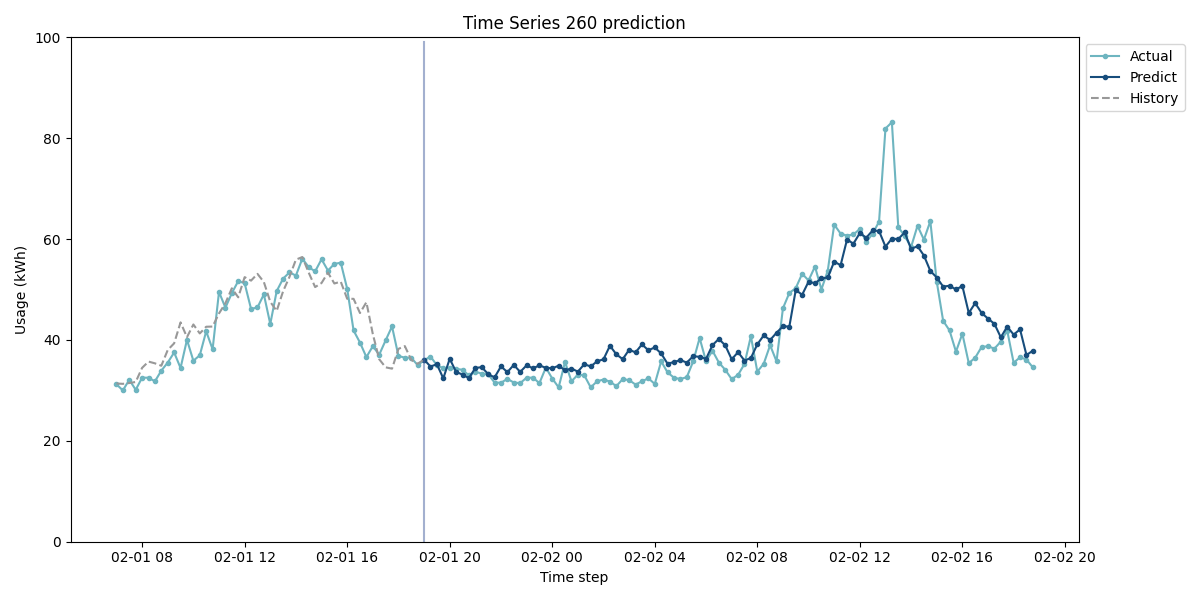 Time Series 260 prediction
Usage (kWh)
100
80
60
40
20
0
02-01 08
02-01 12
02-01 16
02-01 20
02-02 00
02-02 04
02-02 08
02-02 12
02-02 16
02-02 20
Time step
Actual
Predict
History